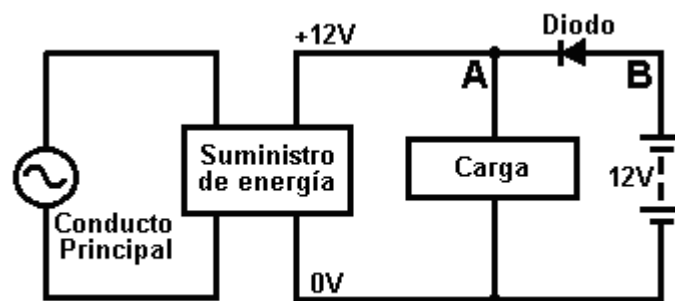 Diodo
+12V
A
B
Suministro
de energía
Carga
12V
Conducto
Principal
0V